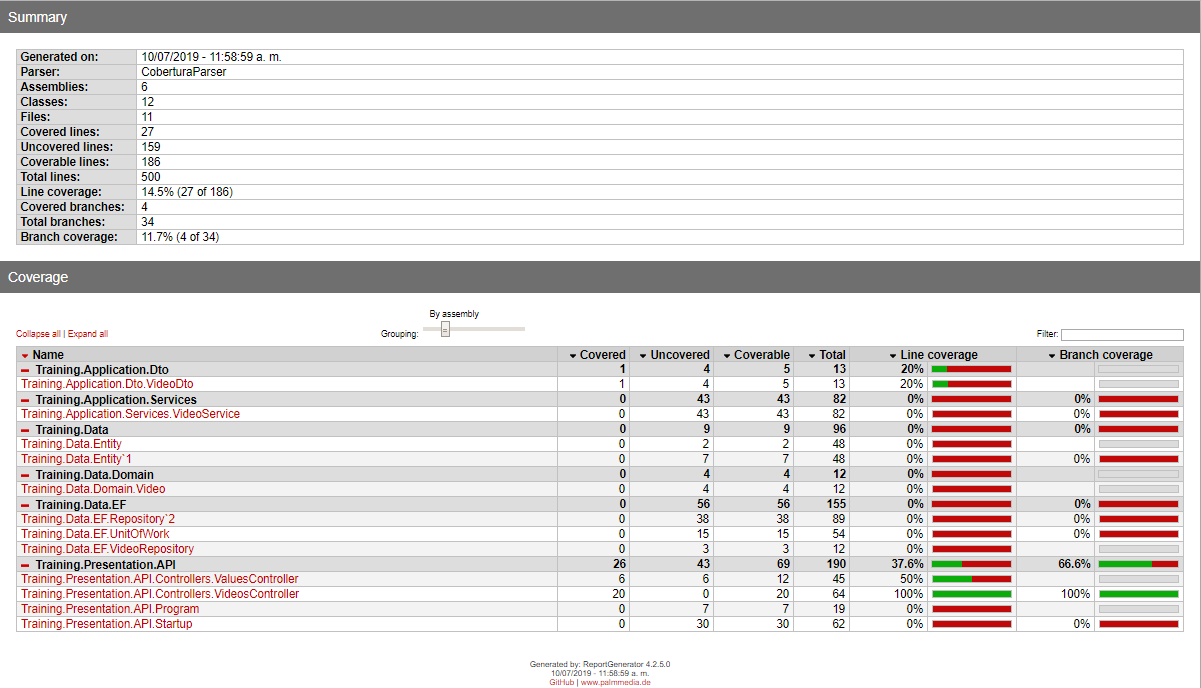 Summary
Generated on: 10/07/2019 - 11:58:59 a. m.
Parser: CoberturaParser
Assemblies: 6
Classes: 12
Files: 11
Covered lines: 27
Uncovered lines: 159
Coverable lines: 186
Total lines: 500
Line coverage: 14.5% (27 of 186)
Covered branches: 4
Total branches: 34
Branch coverage: 11.7% (4 of 34)
Coverage
By assembly
Collapse all | Expand all Grouping: Filter:
Name Covered Uncovered Coverable Total Line coverage Branch coverage
Training.Application.Dto 1 4 5 13 20%
Training.Application.Dto.VideoDto 1 4 5 13 20%
Training.Application.Services 0 43 43 82 0% 0%
Training.Application.Services.VideoService 0 43 43 82 0% 0%
Training.Data 0 9 9 96 0% 0%
Training.Data.Entity 0 2 2 48 0%
Training.Data.Entity`1 0 7 7 48 0% 0%
Training.Data.Domain 0 4 4 12 0%
Training.Data.Domain.Video 0 4 4 12 0%
Training.Data.EF 0 56 56 155 0% 0%
Training.Data.EF.Repository`2 0 38 38 89 0% 0%
Training.Data.EF.UnitOfWork 0 15 15 54 0% 0%
Training.Data.EF.VideoRepository 0 3 3 12 0%
Training.Presentation.API 26 43 69 190 37.6% 66.6%
Training.Presentation.API.Controllers.ValuesController 6 6 12 45 50%
Training.Presentation.API.Controllers.VideosController 20 0 20 64 100% 100%
Training.Presentation.API.Program 0 7 7 19 0%
Training.Presentation.API.Startup 0 30 30 62 0% 0%
Generated by: ReportGenerator 4.2.5.0
10/07/2019 - 11:58:59 a. m.
GitHub | www.palmmedia.de